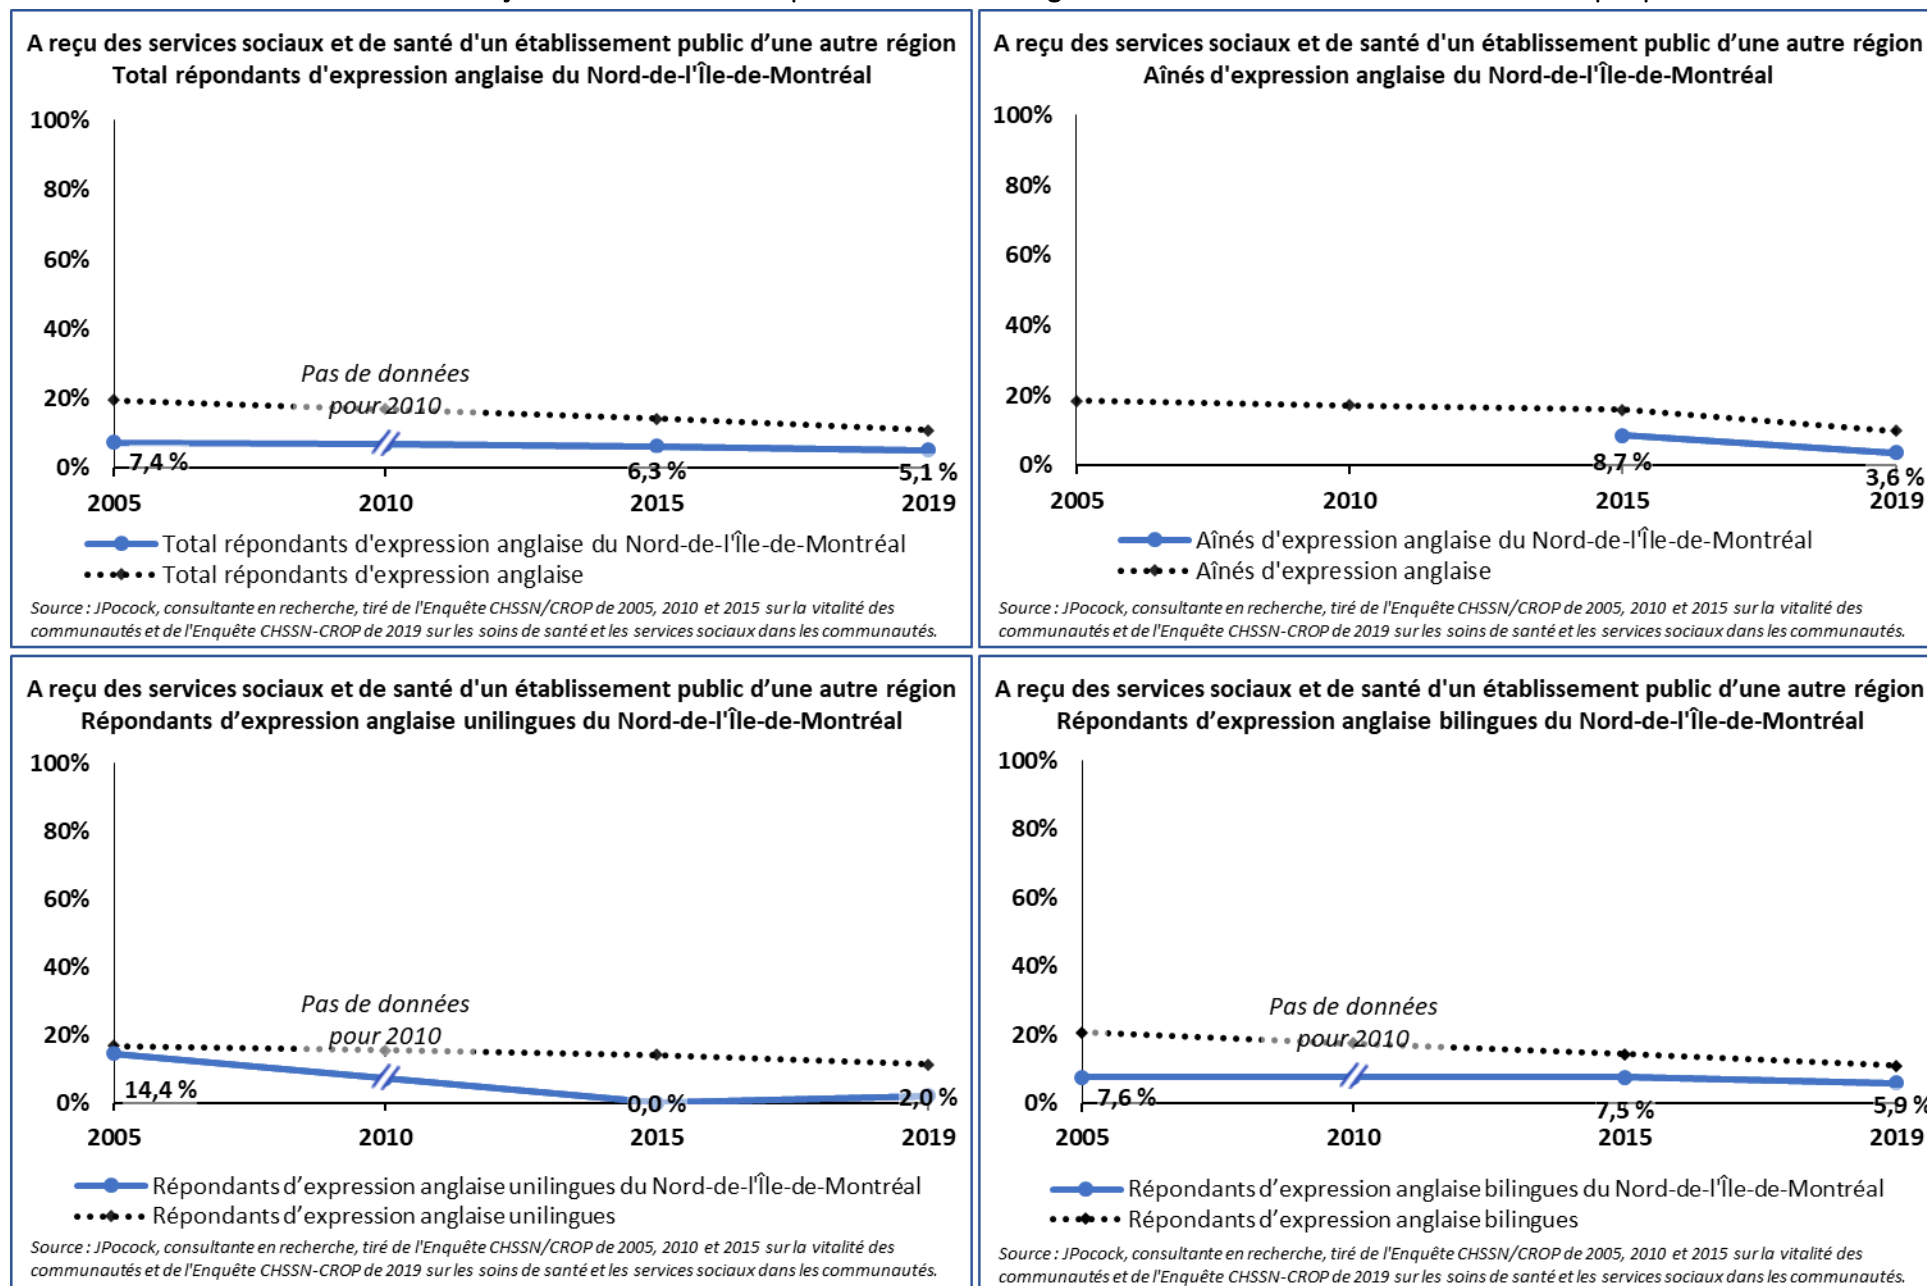 A reçu des services sociaux et de santé d'un établissement public d’une autre région
Total répondants d'expression anglaise du Nord-de-l'Île-de-Montréal
100%
80%
60%
40%
Pas de données
pour 2010
20%
0%
7,4 %
6,3 %
5,1 %
2005
2010
2015
2019
Total répondants d'expression anglaise du Nord-de-l'Île-de-Montréal
Total répondants d'expression anglaise
Source : JPocock, consultante en recherche, tiré de l'Enquête CHSSN/CROP de 2005, 2010 et 2015 sur la vitalité des
communautés et de l'Enquête CHSSN-CROP de 2019 sur les soins de santé et les services sociaux dans les communautés.
A reçu des services sociaux et de santé d'un établissement public d’une autre région
Aînés d'expression anglaise du Nord-de-l'Île-de-Montréal
100%
80%
60%
40%
20%
0%
8,7 %
3,6 %
2005
2010
2015
2019
Aînés d'expression anglaise du Nord-de-l'Île-de-Montréal
Aînés d'expression anglaise
Source : JPocock, consultante en recherche, tiré de l'Enquête CHSSN/CROP de 2005, 2010 et 2015 sur la vitalité des
communautés et de l'Enquête CHSSN-CROP de 2019 sur les soins de santé et les services sociaux dans les communautés.
A reçu des services sociaux et de santé d'un établissement public d’une autre région
Répondants d’expression anglaise unilingues du Nord-de-l'Île-de-Montréal
100%
80%
60%
40%
Pas de données
pour 2010
20%
0%
14,4 %
0,0 %
2,0 %
2005
2010
2015
2019
Répondants d’expression anglaise unilingues du Nord-de-l'Île-de-Montréal
Répondants d’expression anglaise unilingues
Source : JPocock, consultante en recherche, tiré de l'Enquête CHSSN/CROP de 2005, 2010 et 2015 sur la vitalité des
communautés et de l'Enquête CHSSN-CROP de 2019 sur les soins de santé et les services sociaux dans les communautés.
A reçu des services sociaux et de santé d'un établissement public d’une autre région
Répondants d’expression anglaise bilingues du Nord-de-l'Île-de-Montréal
100%
80%
60%
40%
Pas de données
pour 2010
20%
0%
7,6 %
7,5 %
5,9 %
2005
2010
2015
2019
Répondants d’expression anglaise bilingues du Nord-de-l'Île-de-Montréal
Répondants d’expression anglaise bilingues
Source : JPocock, consultante en recherche, tiré de l'Enquête CHSSN/CROP de 2005, 2010 et 2015 sur la vitalité des
communautés et de l'Enquête CHSSN-CROP de 2019 sur les soins de santé et les services sociaux dans les communautés.